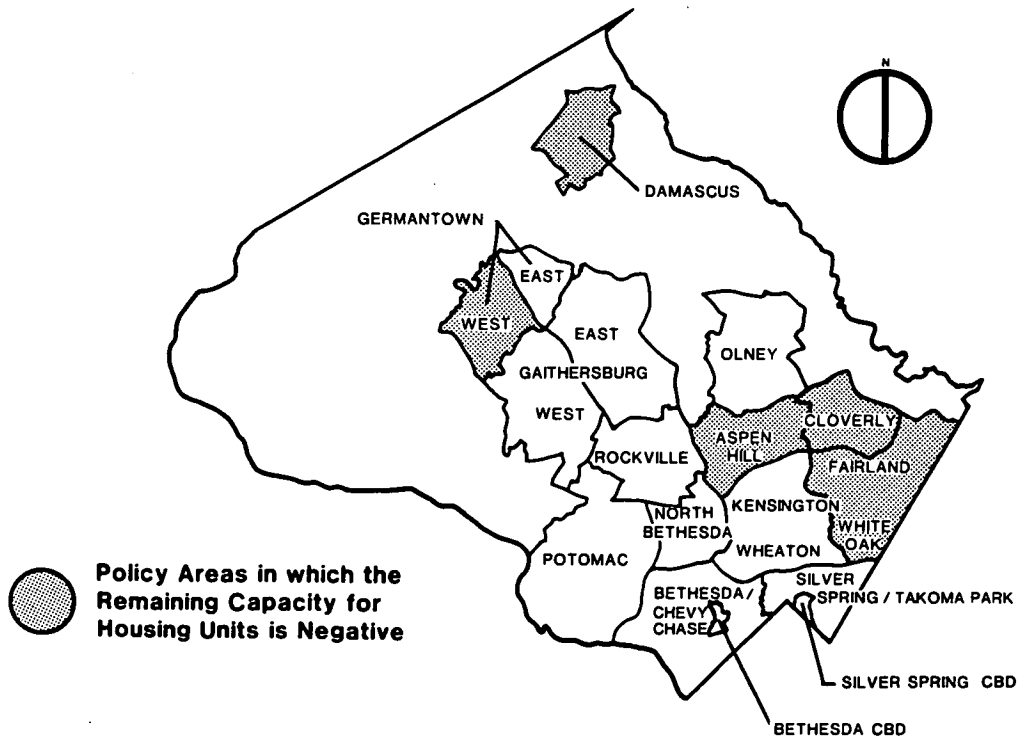 N
DAMASCUS
GERMANTOWN
EAST
WEST
EAST
OLNEY
GAITHERSBURG
WEST
CLOVERLY
ASPEN
HILL
ROCKVILLE
FAIRLAND
KENSINGTON
NORTH
BETHESDA
WHITE
OAK
WHEATON
POTOMAC
Policy Areas in which the
Remaining Capacity for
Housing Units is Negative
SILVER
SPRING / TAKOMA PARK
BETHESDA /
CHEVY
CHASE
SILVER SPRING CBD
BETHESDA CBD